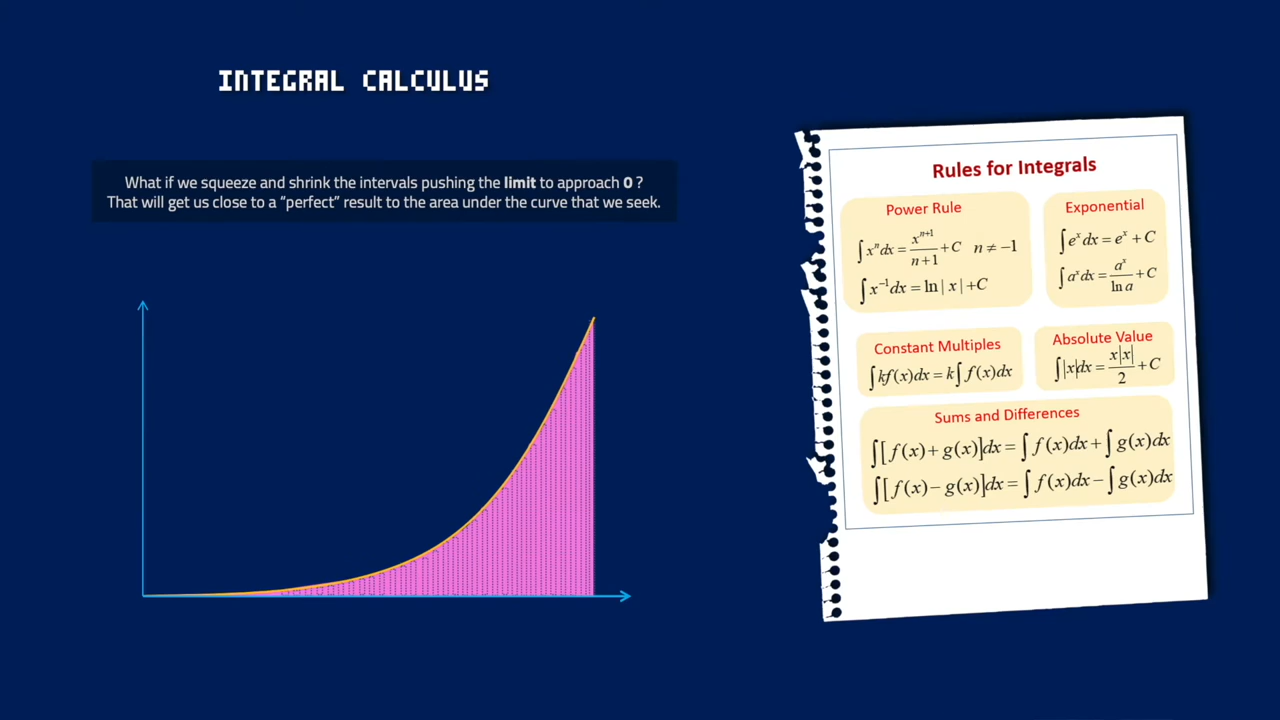 INTEGRAL CALCULUS
What if we squeeze and shrink the intervals pushing the limit to approach 0 ?
That will get us close to a “perfect” result to the area under the curve that we seek.
Rules for Integrals
Power Rule
∫xⁿdx = xⁿ⁺¹/n+1 +C n ≠ −1
∫x⁻¹dx = ln|x|+C
Exponential
∫eˣdx = eˣ + C
∫aˣdx = aˣ/ln a + C
Constant Multiples
∫kf(x)dx = k∫f(x)dx
Absolute Value
∫|x|dx = x|x|/2 + C
Sums and Differences
∫[f(x)+g(x)]dx = ∫f(x)dx + ∫g(x)dx
∫[f(x)−g(x)]dx = ∫f(x)dx − ∫g(x)dx